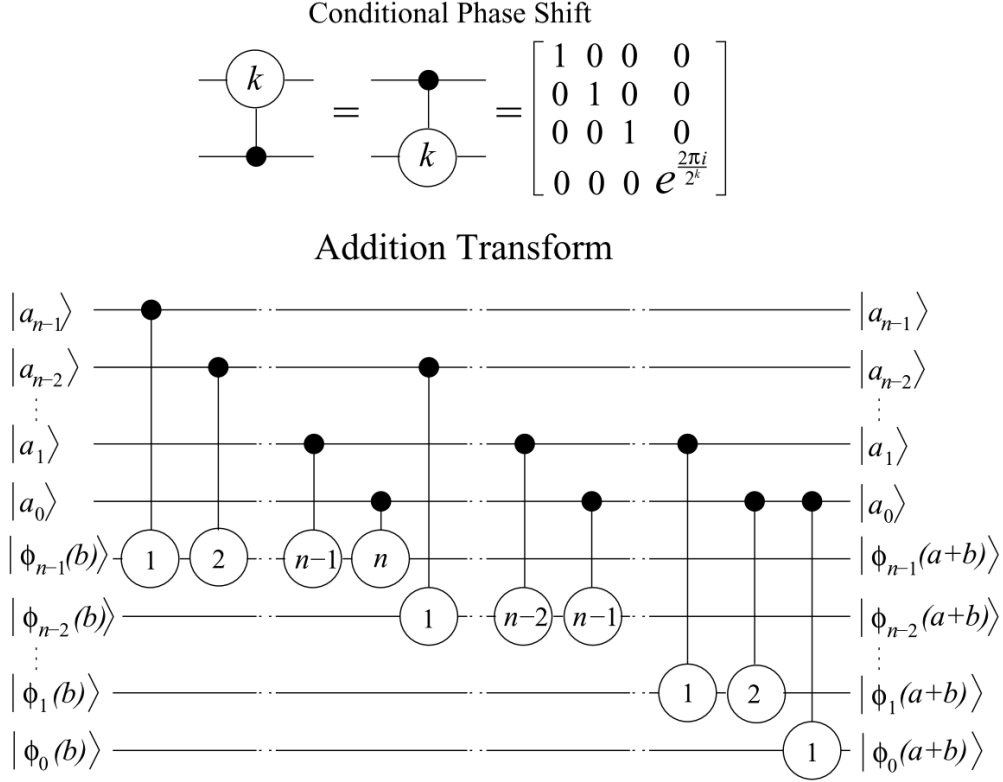 Conditional Phase Shift
k = k = [ 1 0 0 0
0 1 0 0
0 0 1 0
0 0 0 e^{2πi/2^k} ]
Addition Transform
|a_{n−1}⟩ |a_{n−1}⟩
|a_{n−2}⟩ |a_{n−2}⟩
|a_1⟩ |a_1⟩
|a_0⟩ |a_0⟩
|ϕ_{n−1}(b)⟩ 1 2 n−1 n |ϕ_{n−1}(a+b)⟩
|ϕ_{n−2}(b)⟩ 1 n−2 n−1 |ϕ_{n−2}(a+b)⟩
|ϕ_1(b)⟩ 1 2 |ϕ_1(a+b)⟩
|ϕ_0(b)⟩ 1 |ϕ_0(a+b)⟩